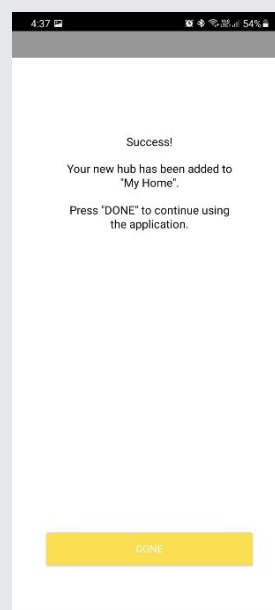 4:37 54%
Success!
Your new hub has been added to
"My Home".
Press "DONE" to continue using
the application.
DONE